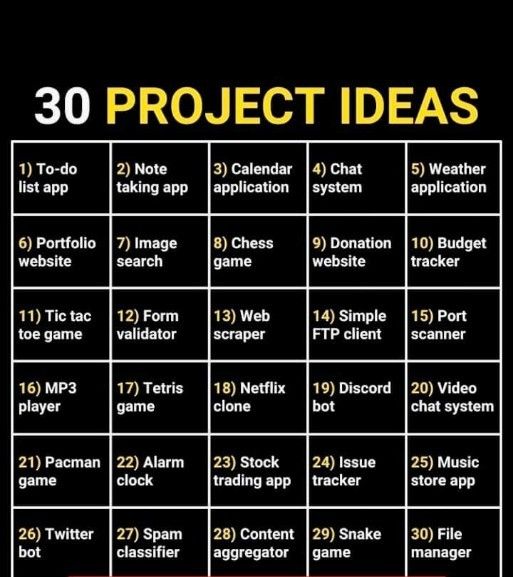 30 PROJECT IDEAS
1) To-do
list app
2) Note
taking app
3) Calendar
application
4) Chat
system
5) Weather
application
6) Portfolio
website
7) Image
search
8) Chess
game
9) Donation
website
10) Budget
tracker
11) Tic tac
toe game
12) Form
validator
13) Web
scraper
14) Simple
FTP client
15) Port
scanner
16) MP3
player
17) Tetris
game
18) Netflix
clone
19) Discord
bot
20) Video
chat system
21) Pacman
game
22) Alarm
clock
23) Stock
trading app
24) Issue
tracker
25) Music
store app
26) Twitter
bot
27) Spam
classifier
28) Content
aggregator
29) Snake
game
30) File
manager